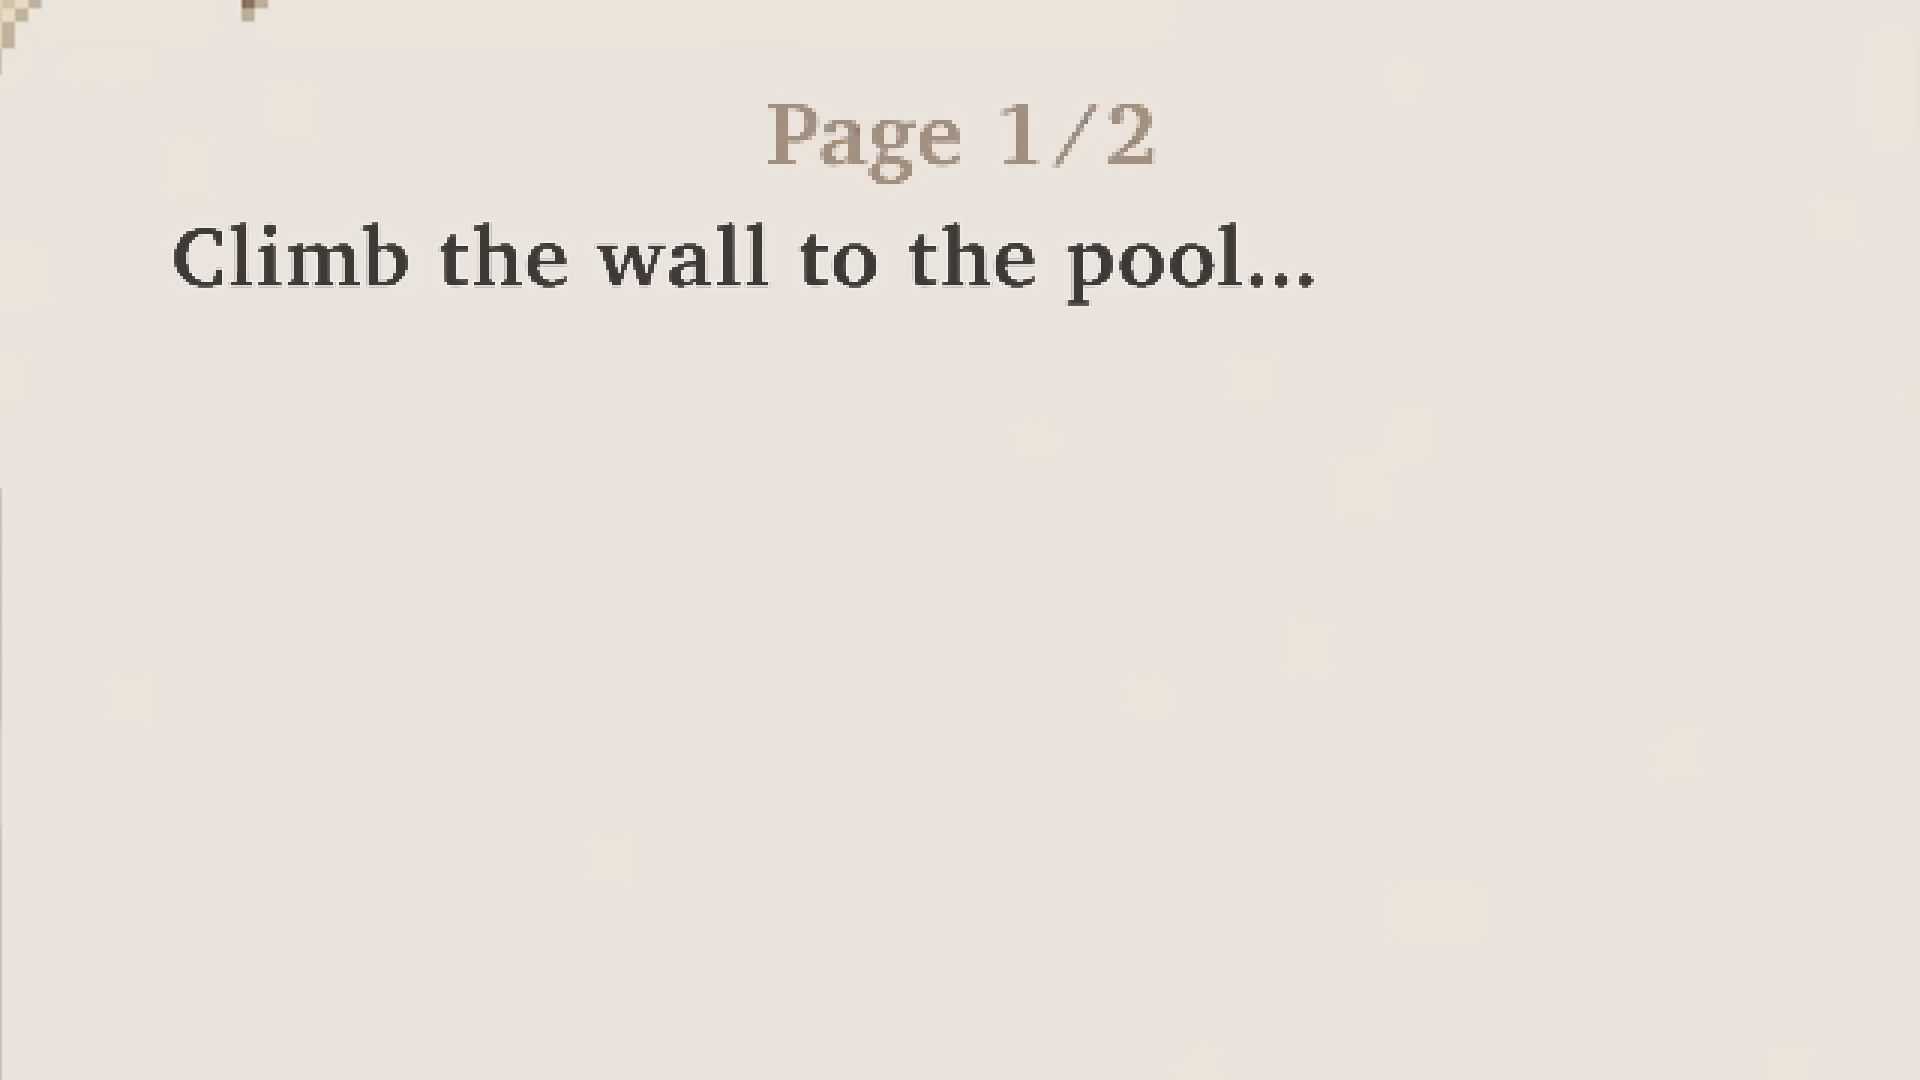 Page 1/2
Climb the wall to the pool...